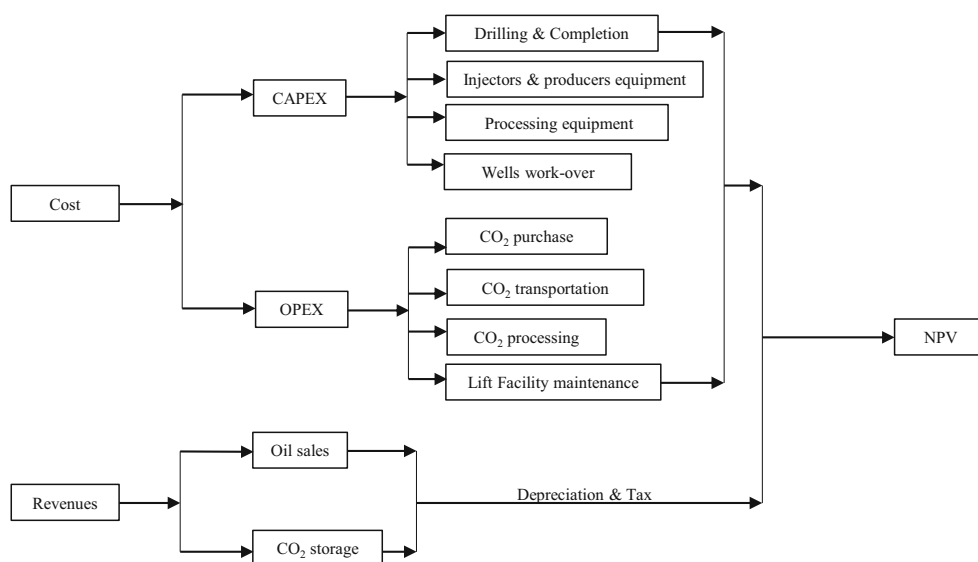 Drilling & Completion
Injectors & producers equipment
CAPEX
Processing equipment
Wells work-over
Cost
CO₂ purchase
CO₂ transportation
OPEX
CO₂ processing
NPV
Lift Facility maintenance
Oil sales
Revenues
Depreciation & Tax
CO₂ storage